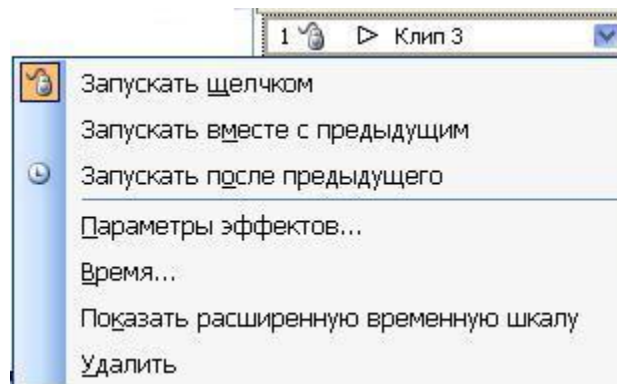 1 Клип 3
Запускать щелчком
Запускать вместе с предыдущим
Запускать после предыдущего
Параметры эффектов...
Время...
Показать расширенную временную шкалу
Удалить